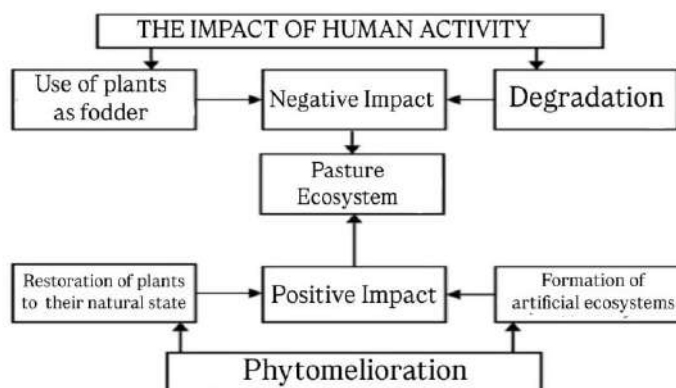 THE IMPACT OF HUMAN ACTIVITY
Use of plants
as fodder
Negative Impact
Degradation
Pasture
Ecosystem
Restoration of plants
to their natural state
Positive Impact
Formation of
artificial ecosystems
Phytomelioration